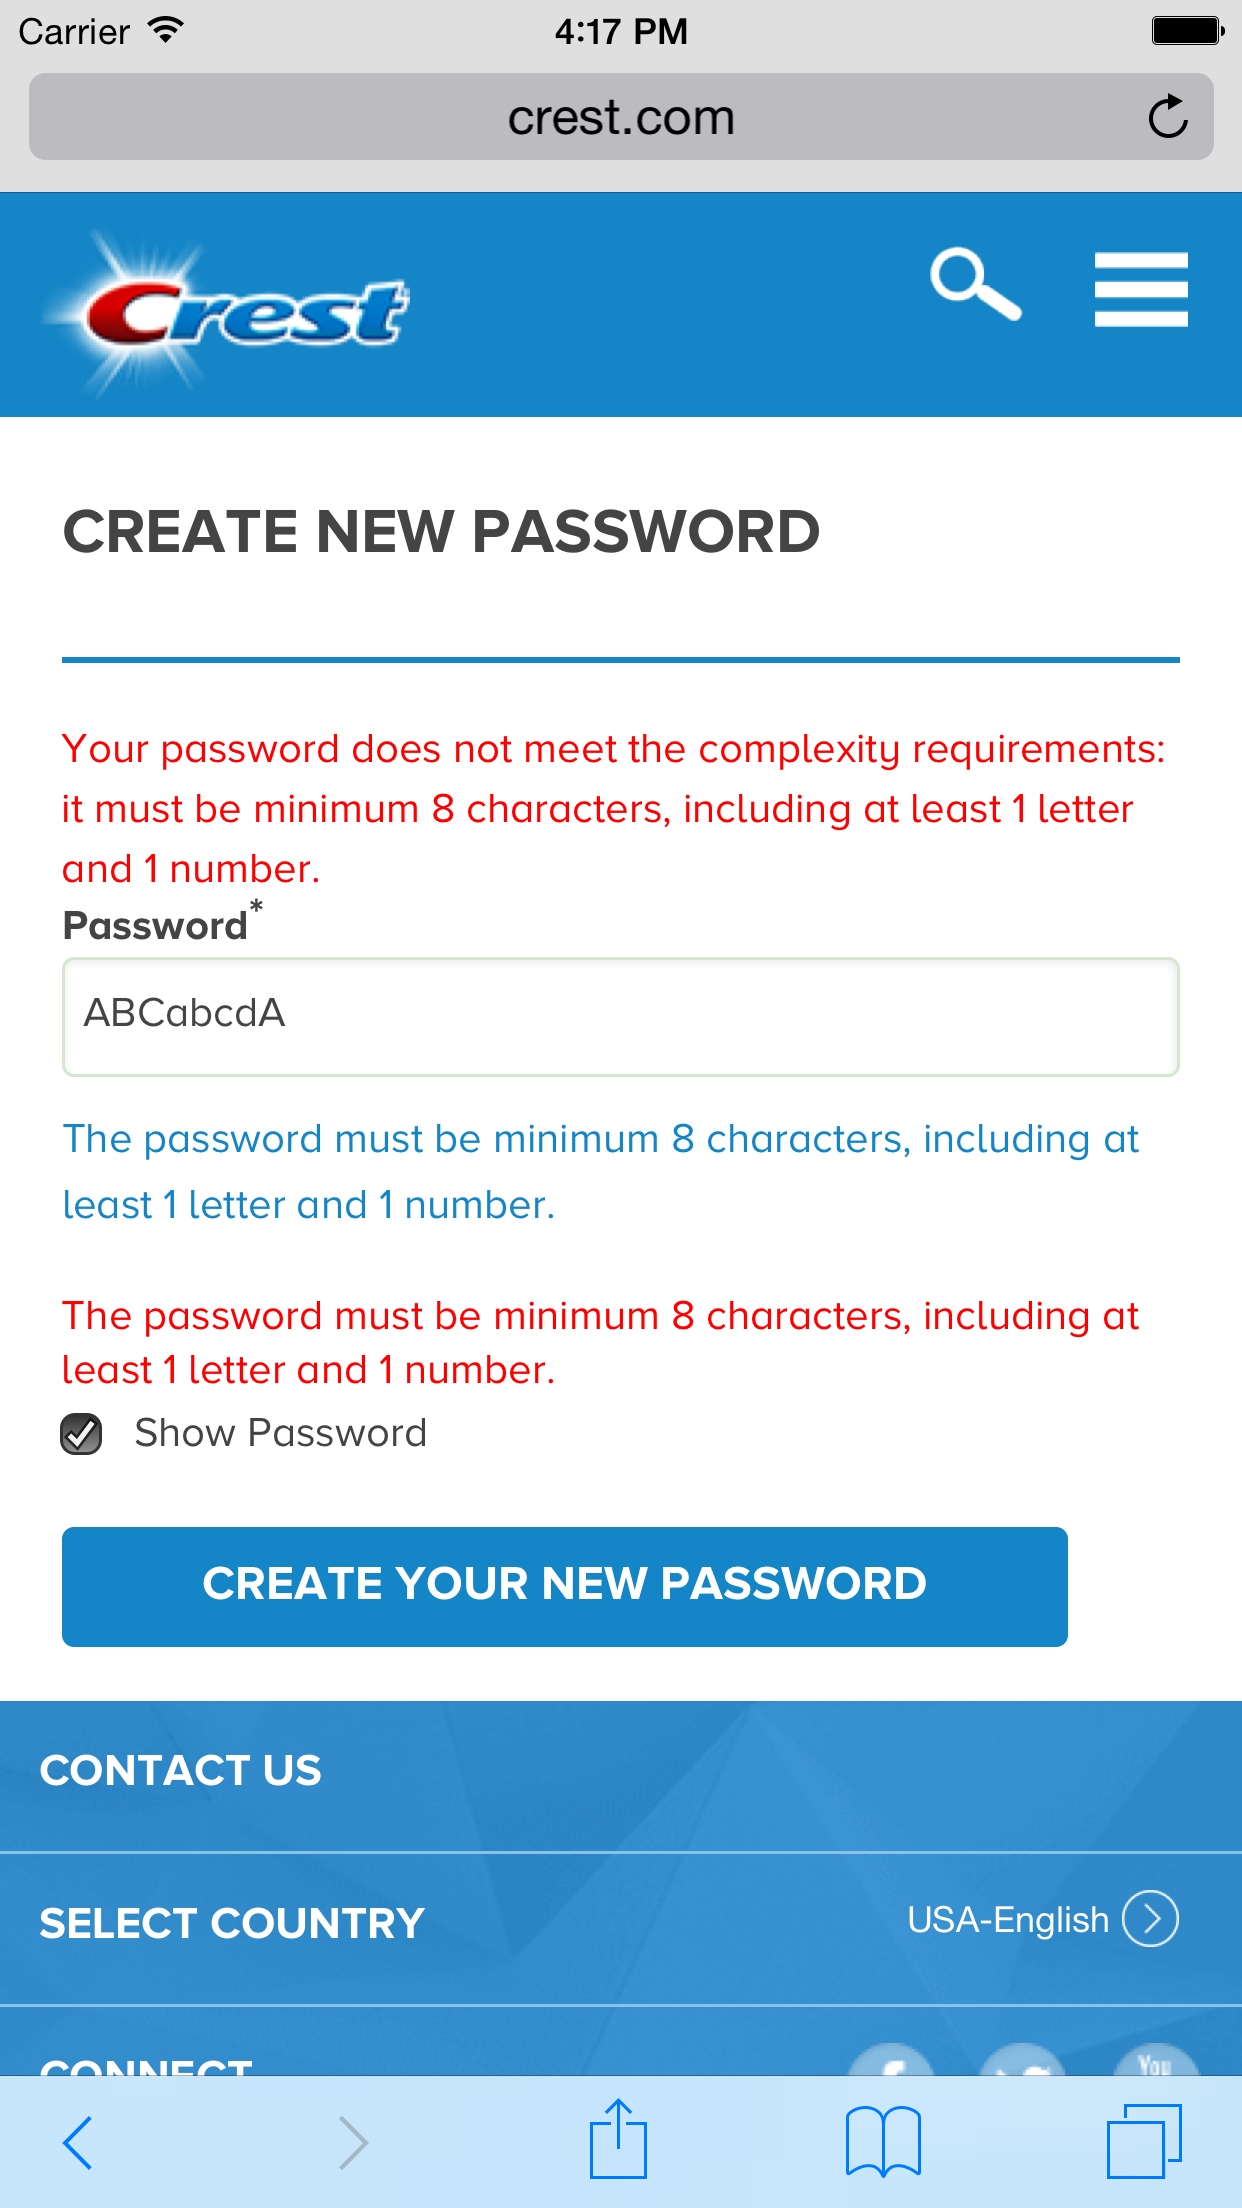 Carrier
4:17 PM
crest.com
Crest
CREATE NEW PASSWORD
Your password does not meet the complexity requirements:
it must be minimum 8 characters, including at least 1 letter
and 1 number.
Password*
ABCabcdA
The password must be minimum 8 characters, including at
least 1 letter and 1 number.
The password must be minimum 8 characters, including at
least 1 letter and 1 number.
Show Password
CREATE YOUR NEW PASSWORD
CONTACT US
SELECT COUNTRY
USA-English
CONNECT
You